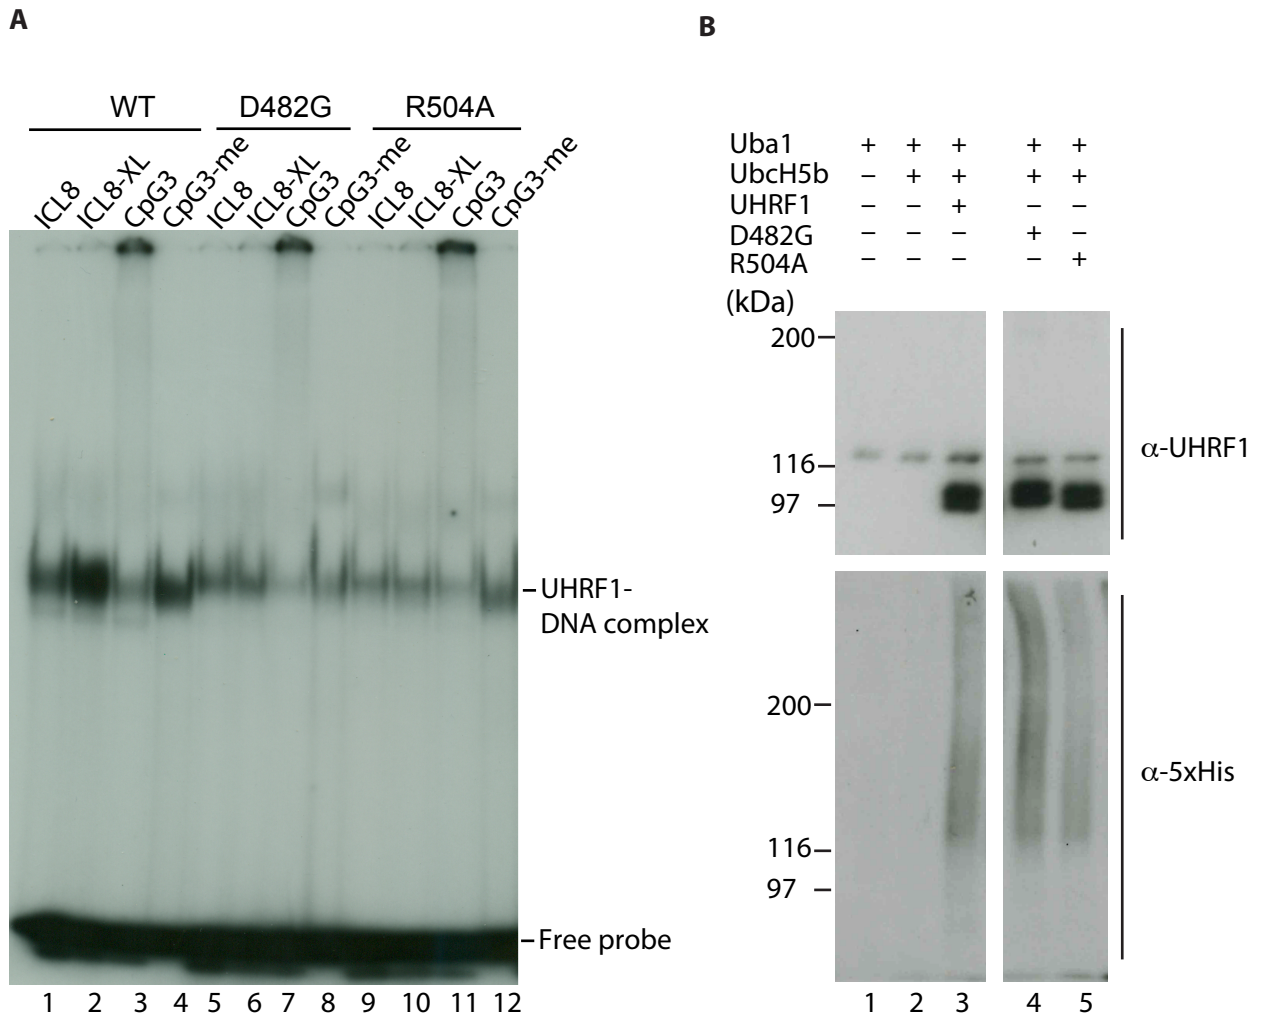 A
WT D482G R504A
ICL8 ICL8-XL CpG3 CpG3-me ICL8 ICL8-XL CpG3 CpG3-me ICL8 ICL8-XL CpG3 CpG3-me
UHRF1-
DNA complex
Free probe
1 2 3 4 5 6 7 8 9 10 11 12
B
Uba1 + + + + +
UbcH5b – + + + +
UHRF1 – – + – –
D482G – – – + –
R504A – – – – +
(kDa)
200
116
97
α-UHRF1
200
116
97
α-5xHis
1 2 3 4 5